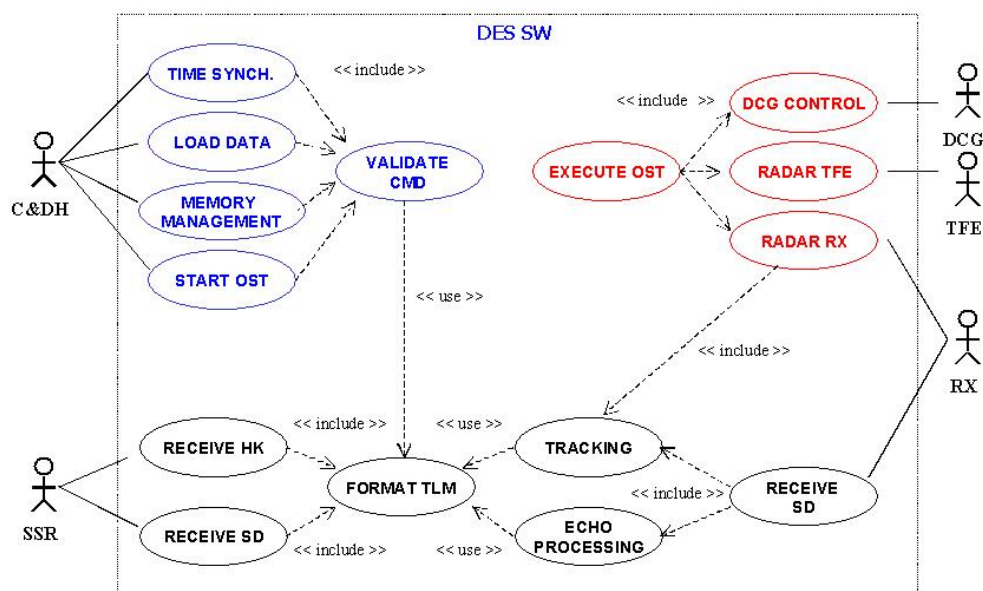 DES SW
TIME SYNCH.
<< include >>
LOAD DATA
VALIDATE
CMD
MEMORY
MANAGEMENT
START OST
C&DH
<< include >>
DCG CONTROL
DCG
EXECUTE OST
RADAR TFE
TFE
RADAR RX
<< use >>
<< include >>
RX
RECEIVE HK
<< include >>
<< use >>
TRACKING
FORMAT TLM
<< include >>
RECEIVE
SD
SSR
RECEIVE SD
<< include >>
<< use >>
ECHO
PROCESSING